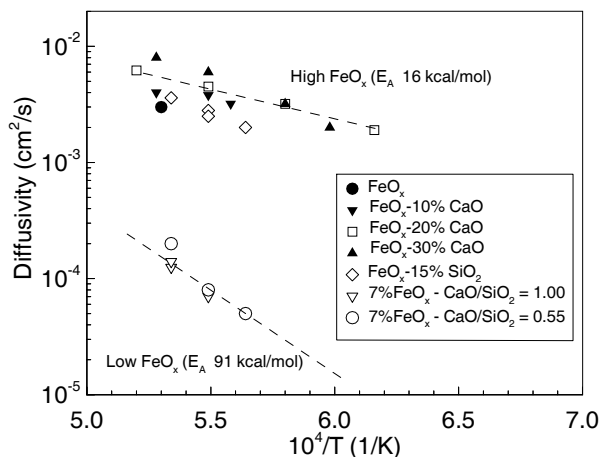 10⁻²
10⁻³
10⁻⁴
10⁻⁵
Diffusivity (cm²/s)
High FeOₓ (E_A 16 kcal/mol)
FeOₓ
FeOₓ-10% CaO
FeOₓ-20% CaO
FeOₓ-30% CaO
FeOₓ-15% SiO₂
7%FeOₓ - CaO/SiO₂ = 1.00
7%FeOₓ - CaO/SiO₂ = 0.55
Low FeOₓ (E_A 91 kcal/mol)
5.0 5.5 6.0 6.5 7.0
10⁴/T (1/K)